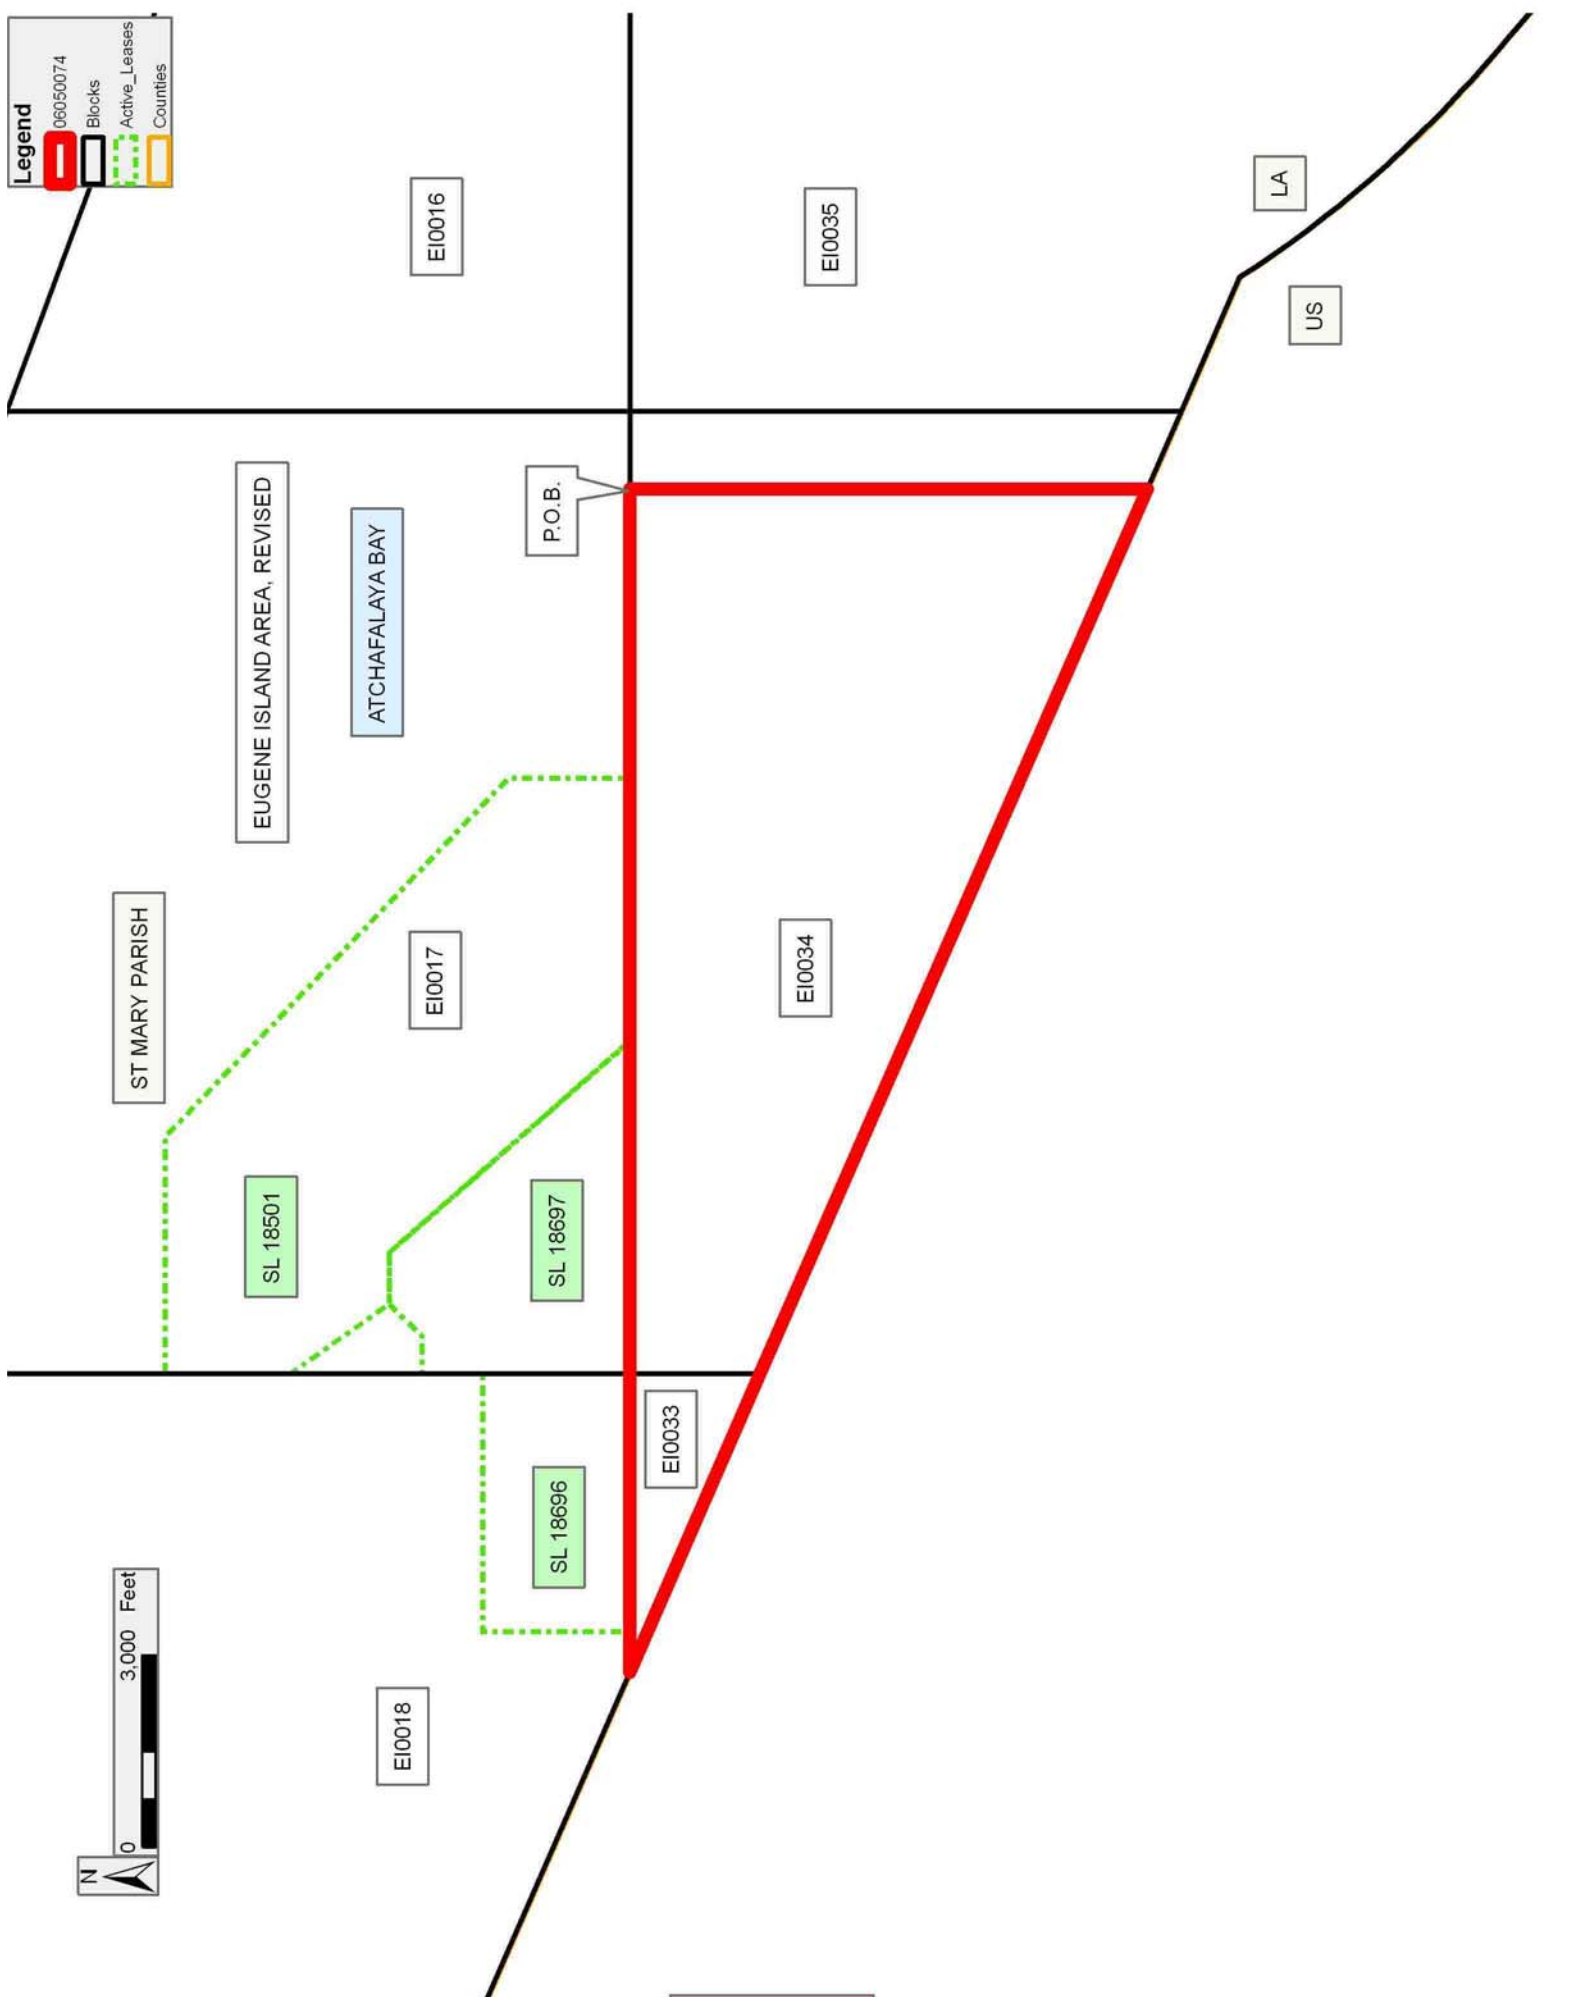 Legend
06050074
Blocks
Active_Leases
Counties
N
0 3,000 Feet
ST MARY PARISH
EUGENE ISLAND AREA, REVISED
ATCHAFALAYA BAY
SL 18501
EI0018
EI0017
EI0016
SL 18696
SL 18697
P.O.B.
EI0033
EI0034
EI0035
LA
US